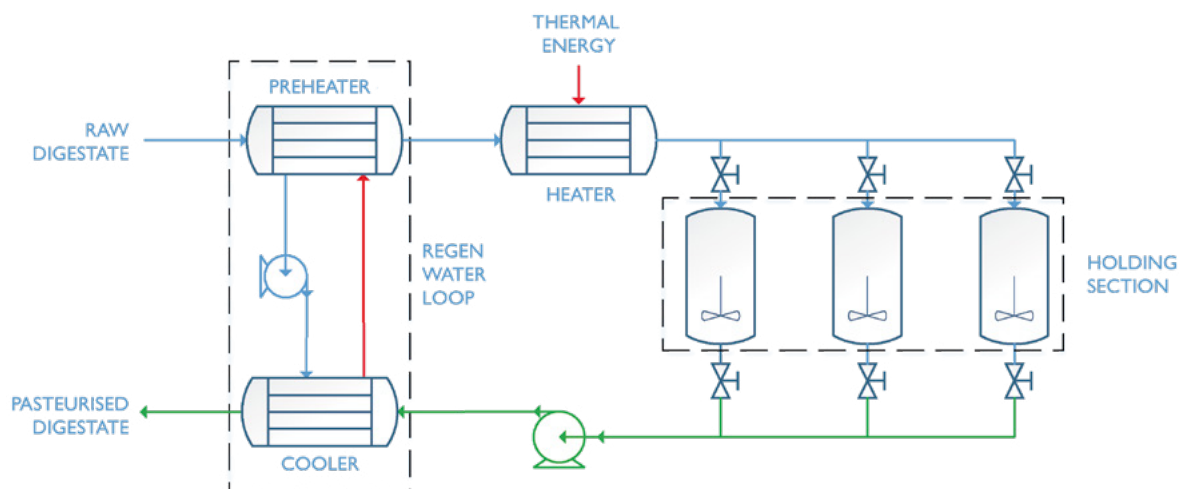 THERMAL
ENERGY
PREHEATER
RAW
DIGESTATE
HEATER
REGEN
WATER
LOOP
HOLDING
SECTION
PASTEURISED
DIGESTATE
COOLER